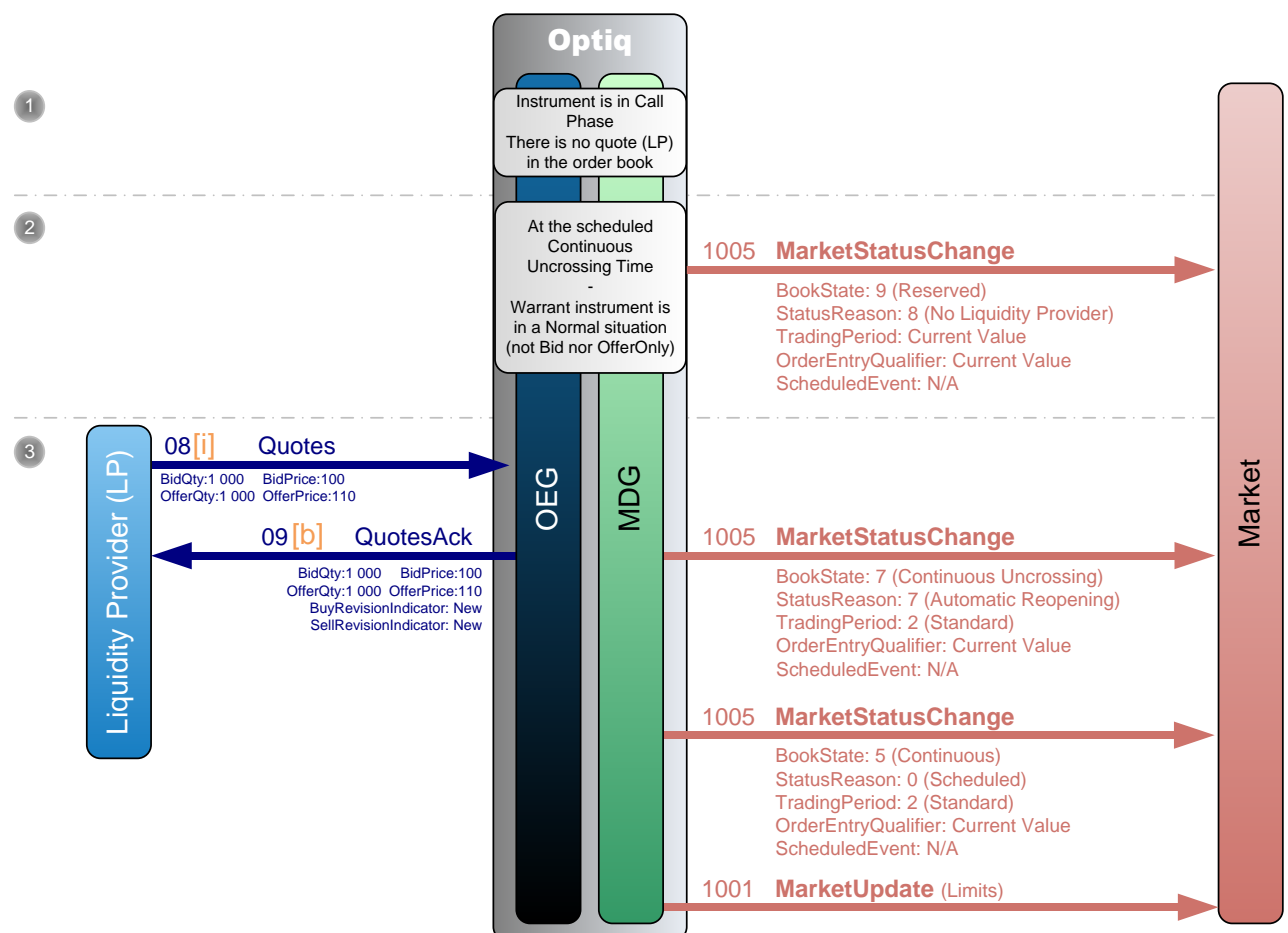 Optiq
1
Instrument is in Call
Phase
There is no quote (LP)
in the order book
2
At the scheduled
Continuous
Uncrossing Time
-
Warrant instrument is
in a Normal situation
(not Bid nor OfferOnly)
1005 MarketStatusChange
BookState: 9 (Reserved)
StatusReason: 8 (No Liquidity Provider)
TradingPeriod: Current Value
OrderEntryQualifier: Current Value
ScheduledEvent: N/A
3
Liquidity Provider (LP)
08[i] Quotes
BidQty:1 000 BidPrice:100
OfferQty:1 000 OfferPrice:110
09[b] QuotesAck
BidQty:1 000 BidPrice:100
OfferQty:1 000 OfferPrice:110
BuyRevisionIndicator: New
SellRevisionIndicator: New
OEG
MDG
Market
1005 MarketStatusChange
BookState: 7 (Continuous Uncrossing)
StatusReason: 7 (Automatic Reopening)
TradingPeriod: 2 (Standard)
OrderEntryQualifier: Current Value
ScheduledEvent: N/A
1005 MarketStatusChange
BookState: 5 (Continuous)
StatusReason: 0 (Scheduled)
TradingPeriod: 2 (Standard)
OrderEntryQualifier: Current Value
ScheduledEvent: N/A
1001 MarketUpdate (Limits)